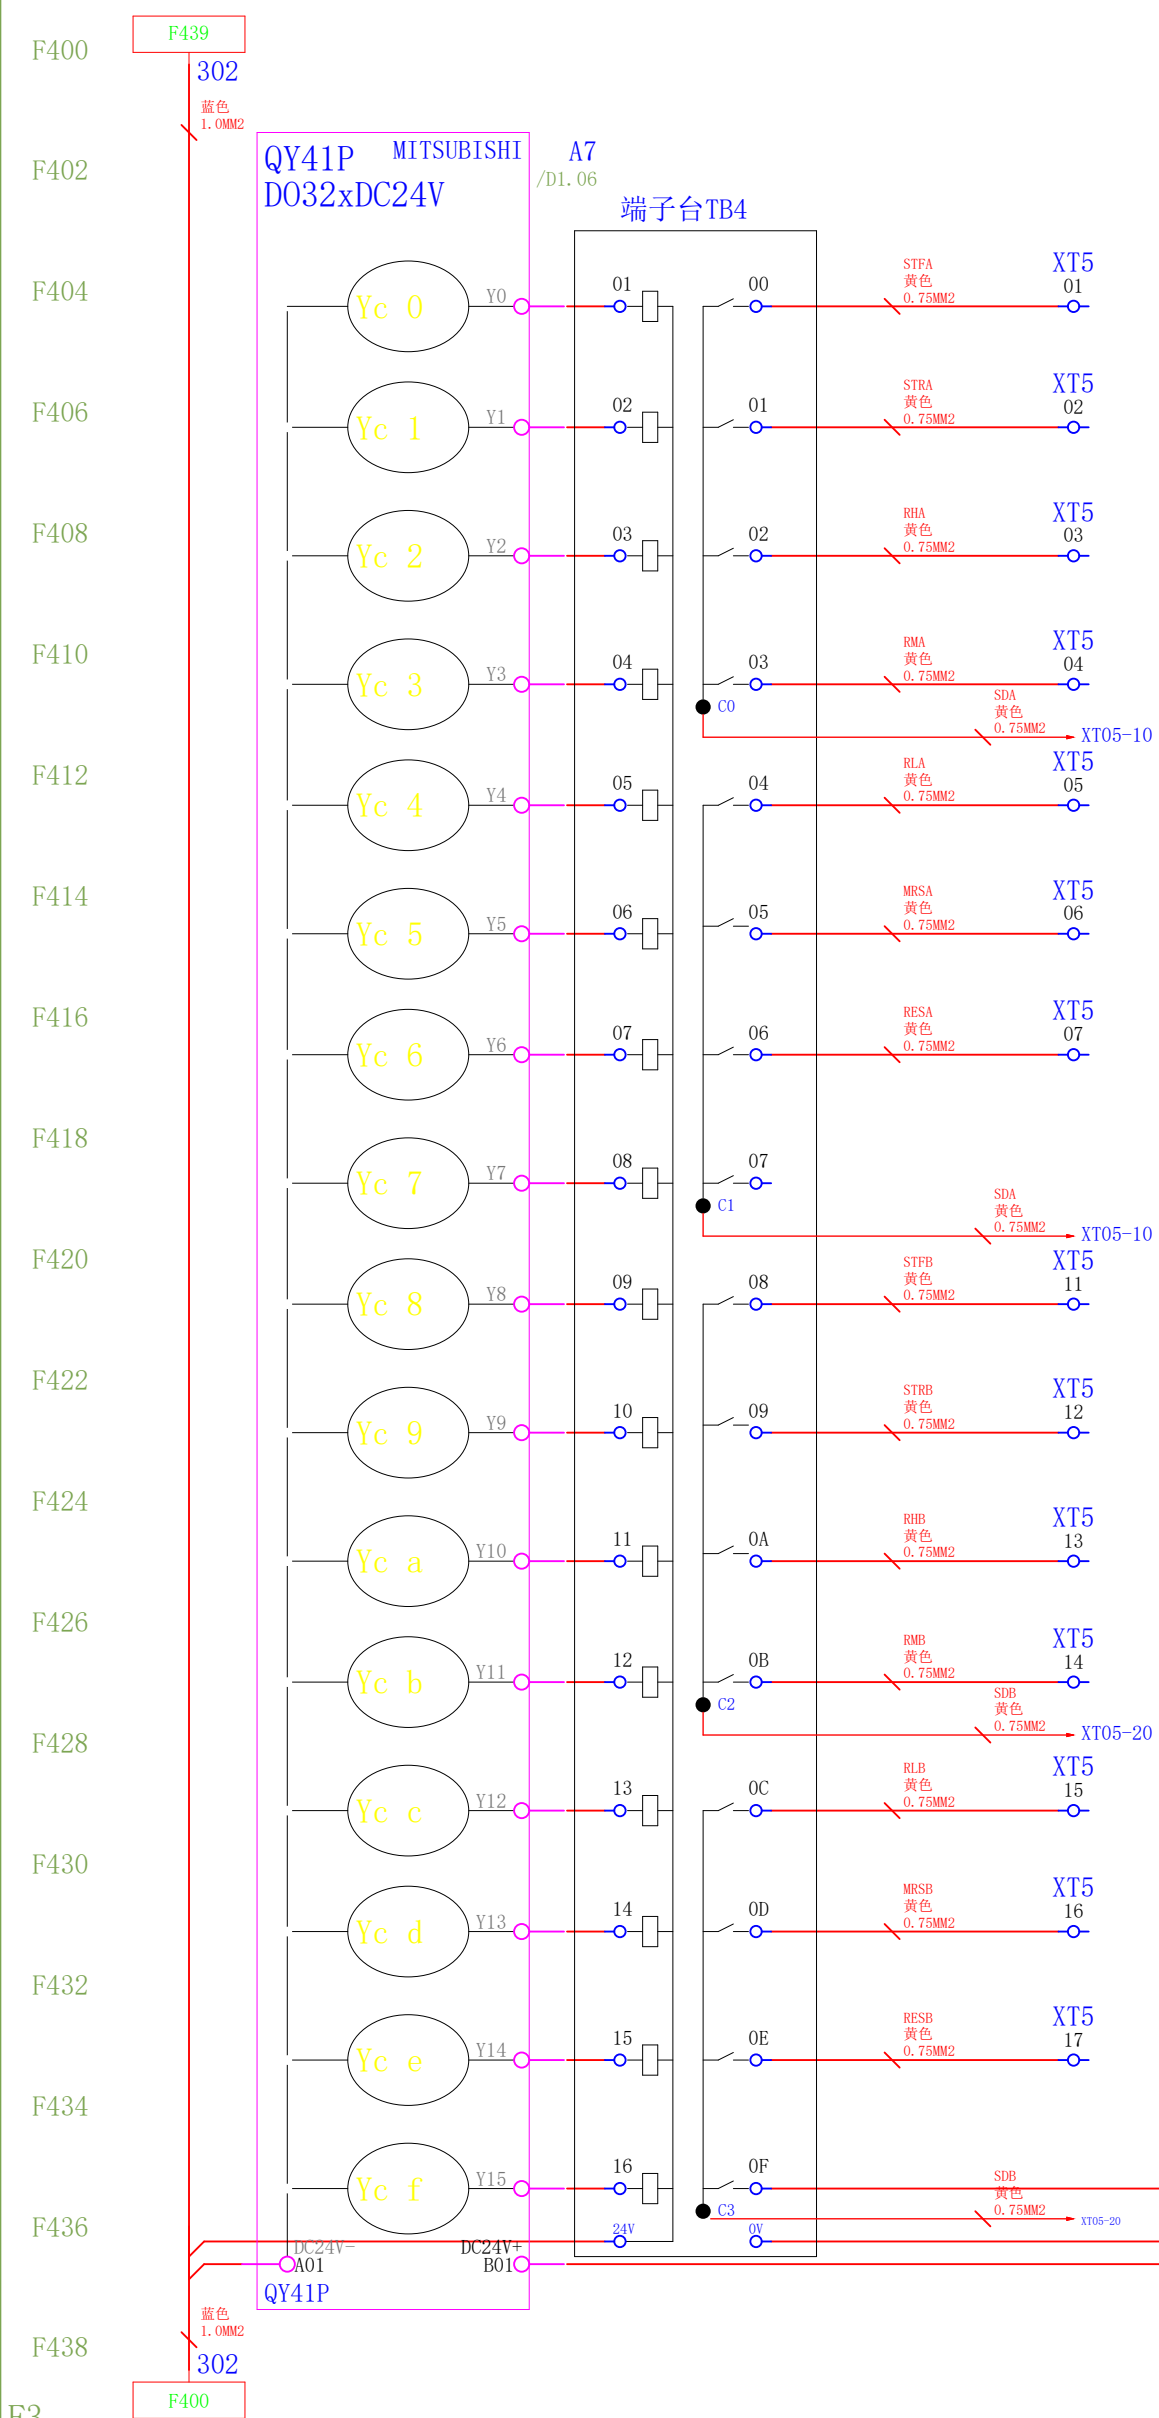 F400
F439
302
蓝色
1.0MM2
F402
QY41P
MITSUBISHI
DO32xDC24V
A7
/D1.06
端子台TB4
F404
Yc 0
Y0
01
00
STFA
黄色
0.75MM2
XT5
01
F406
Yc 1
Y1
02
01
STRA
黄色
0.75MM2
XT5
02
F408
Yc 2
Y2
03
02
RHA
黄色
0.75MM2
XT5
03
F410
Yc 3
Y3
04
03
RMA
黄色
0.75MM2
XT5
04
C0
SDA
黄色
0.75MM2
XT05-10
F412
Yc 4
Y4
05
04
RLA
黄色
0.75MM2
XT5
05
F414
Yc 5
Y5
06
05
MRSA
黄色
0.75MM2
XT5
06
F416
Yc 6
Y6
07
06
RESA
黄色
0.75MM2
XT5
07
F418
Yc 7
Y7
08
07
C1
SDA
黄色
0.75MM2
XT05-10
F420
Yc 8
Y8
09
08
STFB
黄色
0.75MM2
XT5
11
F422
Yc 9
Y9
10
09
STRB
黄色
0.75MM2
XT5
12
F424
Yc a
Y10
11
0A
RHB
黄色
0.75MM2
XT5
13
F426
Yc b
Y11
12
0B
RMB
黄色
0.75MM2
XT5
14
C2
SDB
黄色
0.75MM2
XT05-20
F428
Yc c
Y12
13
0C
RLB
黄色
0.75MM2
XT5
15
F430
Yc d
Y13
14
0D
MRSB
黄色
0.75MM2
XT5
16
F432
Yc e
Y14
15
0E
RESB
黄色
0.75MM2
XT5
17
F434
Yc f
Y15
16
0F
C3
SDB
黄色
0.75MM2
XT05-20
F436
24V
0V
DC24V-
A01
DC24V+
B01
QY41P
蓝色
1.0MM2
F438
302
F400